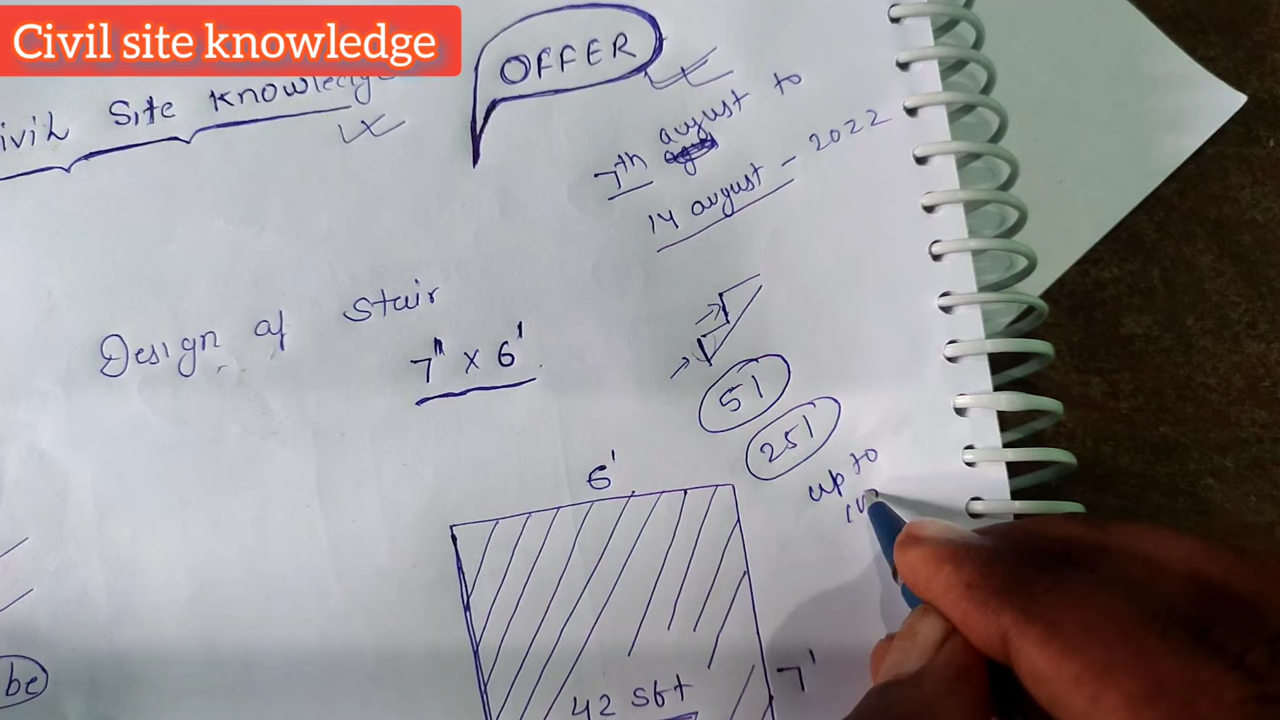 Civil site knowledge
OFFER
ivil Site Knowledge
7th august to
14 august - 2022
Design of Stair
7" x 6'
51
251
up to
6'
7'
42 sft
be